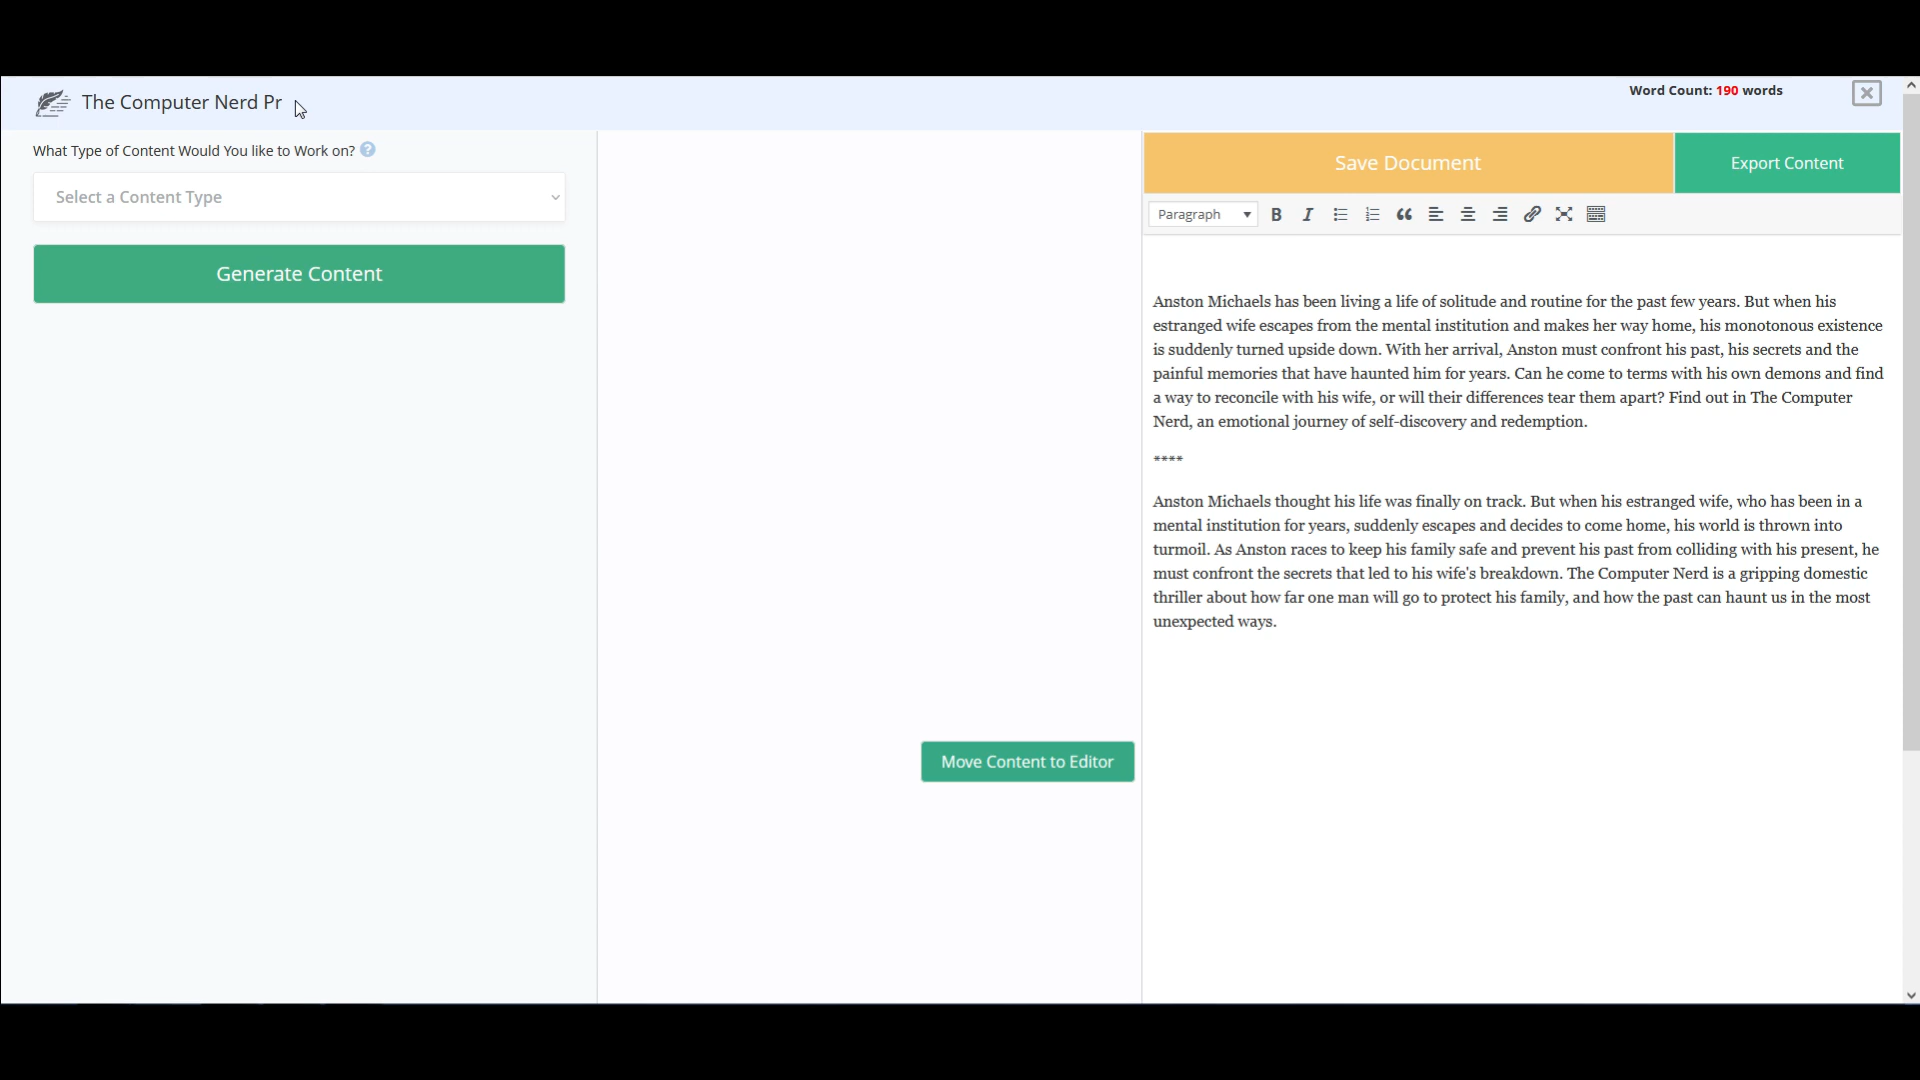 The Computer Nerd Pr
Word Count: 190 words
What Type of Content Would You like to Work on?
Select a Content Type
Generate Content
Move Content to Editor
Save Document
Export Content
Paragraph
Anston Michaels has been living a life of solitude and routine for the past few years. But when his
estranged wife escapes from the mental institution and makes her way home, his monotonous existence
is suddenly turned upside down. With her arrival, Anston must confront his past, his secrets and the
painful memories that have haunted him for years. Can he come to terms with his own demons and find
a way to reconcile with his wife, or will their differences tear them apart? Find out in The Computer
Nerd, an emotional journey of self-discovery and redemption.
****
Anston Michaels thought his life was finally on track. But when his estranged wife, who has been in a
mental institution for years, suddenly escapes and decides to come home, his world is thrown into
turmoil. As Anston races to keep his family safe and prevent his past from colliding with his present, he
must confront the secrets that led to his wife's breakdown. The Computer Nerd is a gripping domestic
thriller about how far one man will go to protect his family, and how the past can haunt us in the most
unexpected ways.